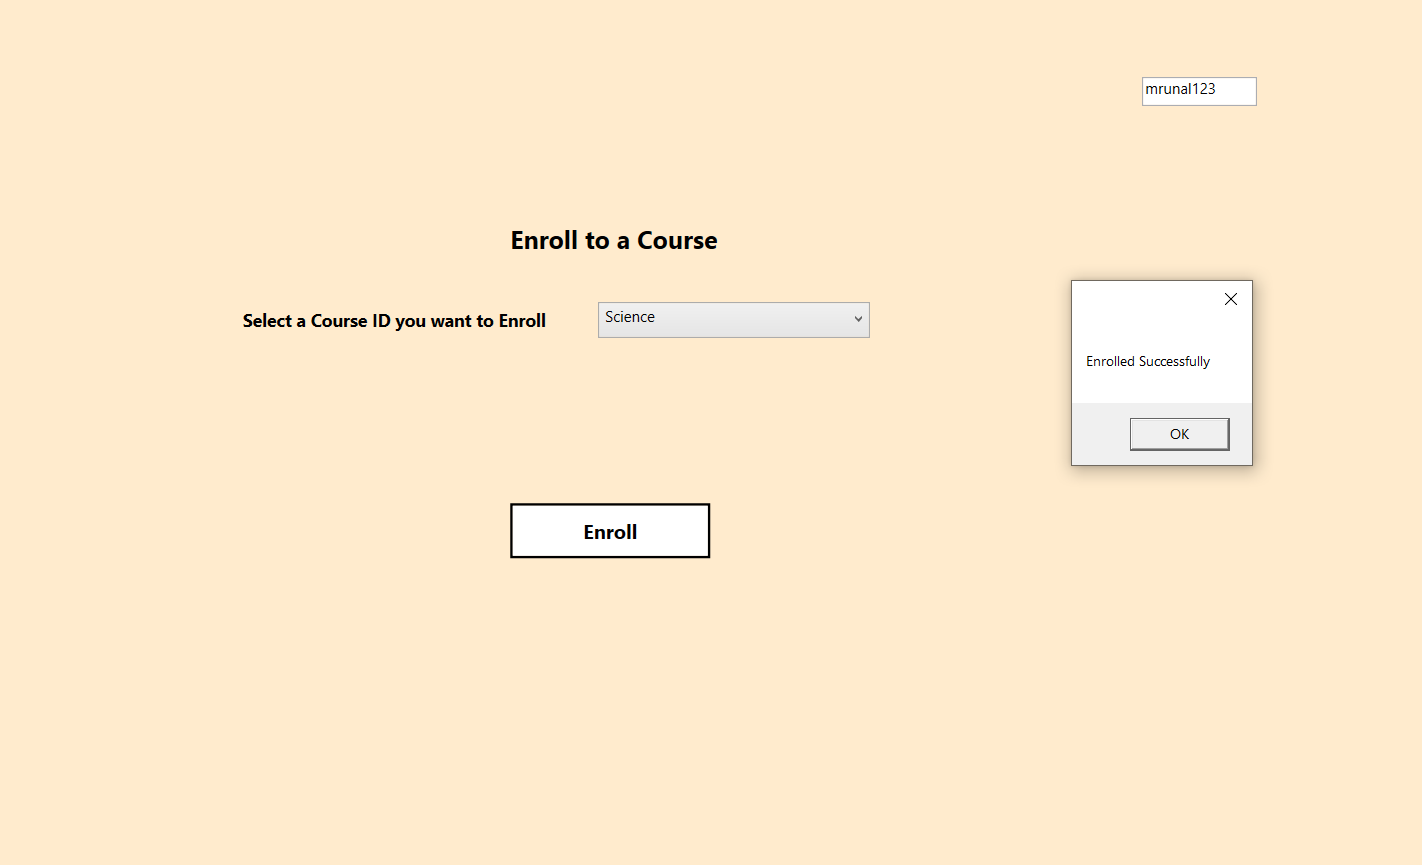 mrunal123
Enroll to a Course
Select a Course ID you want to Enroll
Science
Enrolled Successfully
OK
Enroll